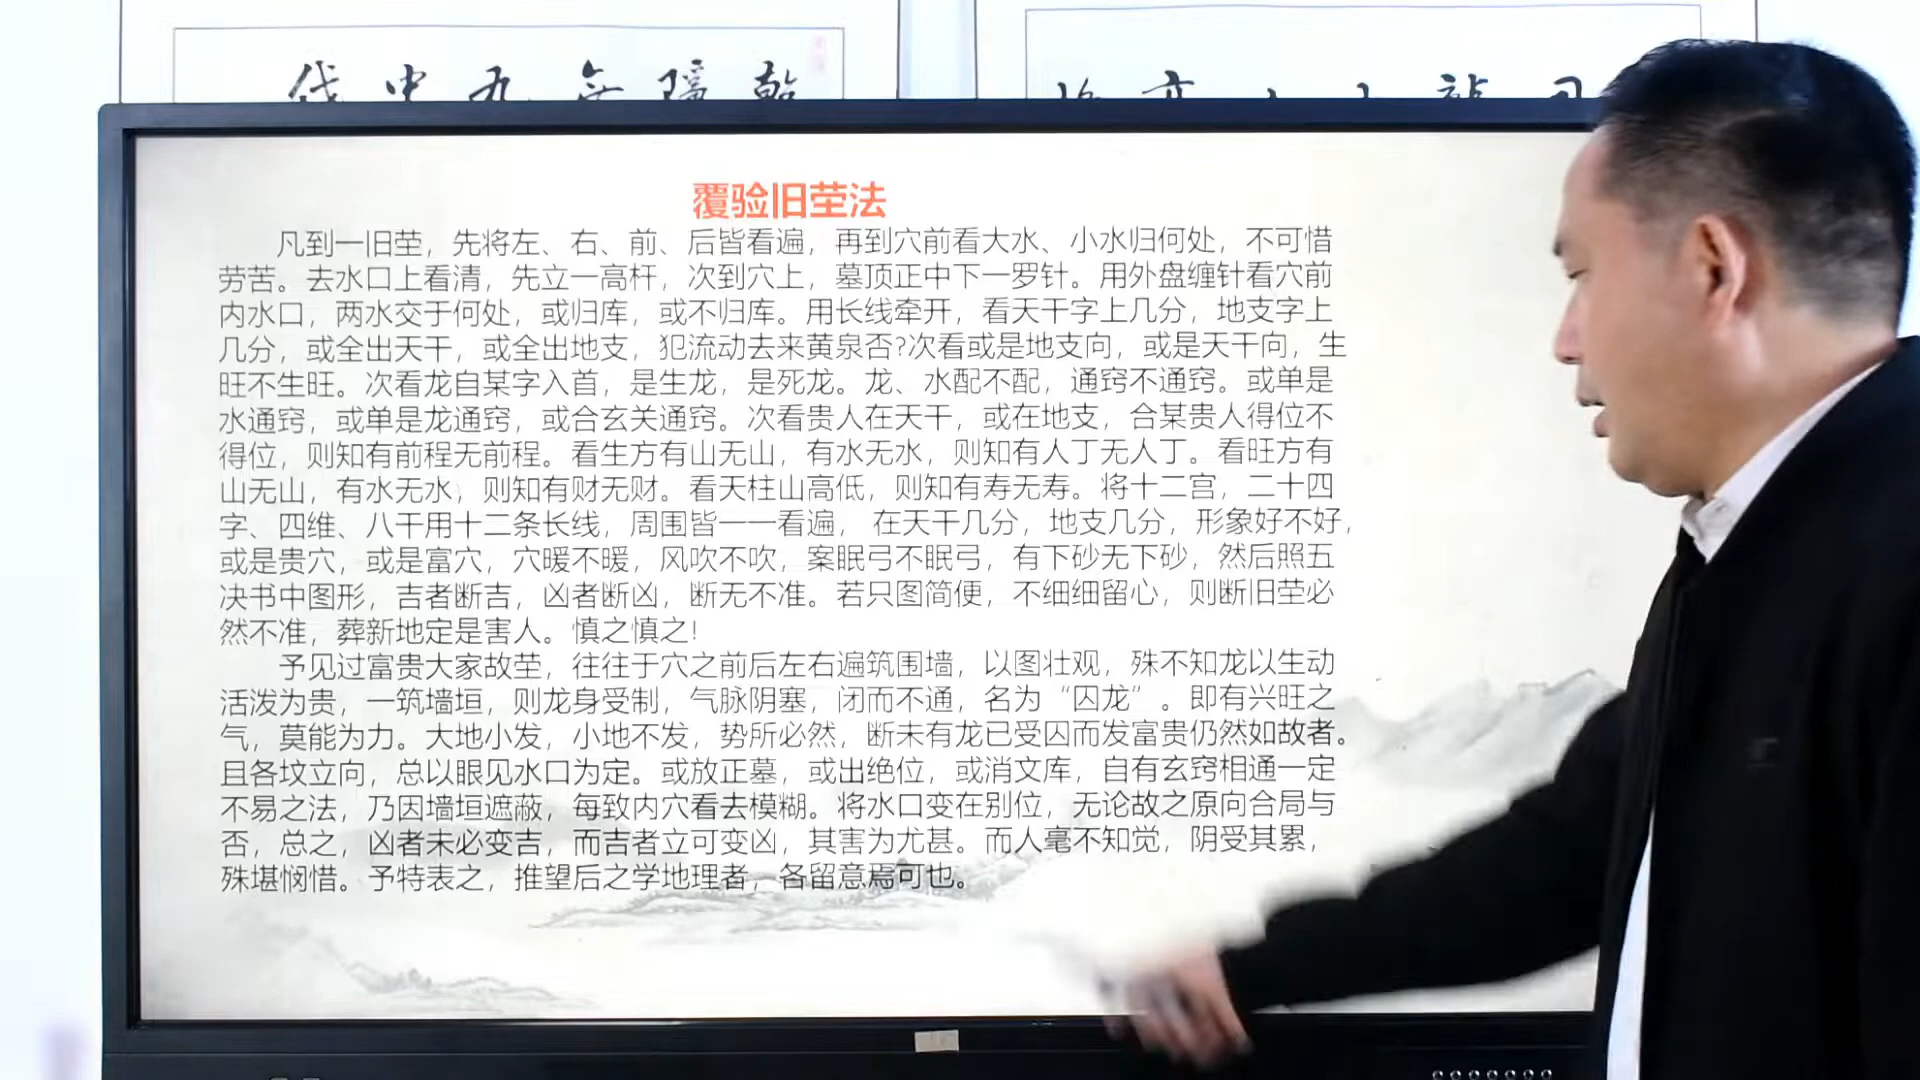 覆验旧茔法
凡到一旧茔，先将左、右、前、后皆看遍，再到穴前看大水、小水归何处，不可惜
劳苦。去水口上看清，先立一高杆，次到穴上，墓顶正中下一罗针。用外盘缠针看穴前
内水口，两水交于何处，或归库，或不归库。用长线牵开，看天干字上几分，地支字上
几分，或全出天干，或全出地支，犯流动去来黄泉否?次看或是地支向，或是天干向，生
旺不生旺。次看龙自某字入首，是生龙，是死龙。龙、水配不配，通窍不通窍。或单是
水通窍，或单是龙通窍，或合玄关通窍。次看贵人在天干，或在地支，合某贵人得位不
得位，则知有前程无前程。看生方有山无山，有水无水，则知有人丁无人丁。看旺方有
山无山，有水无水，则知有财无财。看天柱山高低，则知有寿无寿。将十二宫，二十四
字、四维、八干用十二条长线，周围皆一一看遍， 在天干几分，地支几分，形象好不好，
或是贵穴，或是富穴，穴暖不暖，风吹不吹，案眠弓不眠弓，有下砂无下砂，然后照五
决书中图形，吉者断吉，凶者断凶，断无不准。若只图简便，不细细留心，则断旧茔必
然不准，葬新地定是害人。慎之慎之!
予见过富贵大家故茔，往往于穴之前后左右遍筑围墙，以图壮观，殊不知龙以生动
活泼为贵，一筑墙垣，则龙身受制，气脉阴塞，闭而不通，名为“囚龙”。即有兴旺之
气，莫能为力。大地小发，小地不发，势所必然，断未有龙已受囚而发富贵仍然如故者。
且各坟立向，总以眼见水口为定。或放正墓，或出绝位，或消文库，自有玄窍相通一定
不易之法，乃因墙垣遮蔽，每致内穴看去模糊。将水口变在别位，无论故之原向合局与
否，总之，凶者未必变吉，而吉者立可变凶，其害为尤甚。而人毫不知觉，阴受其累，
殊堪悯惜。予特表之，推望后之学地理者，各留意焉可也。